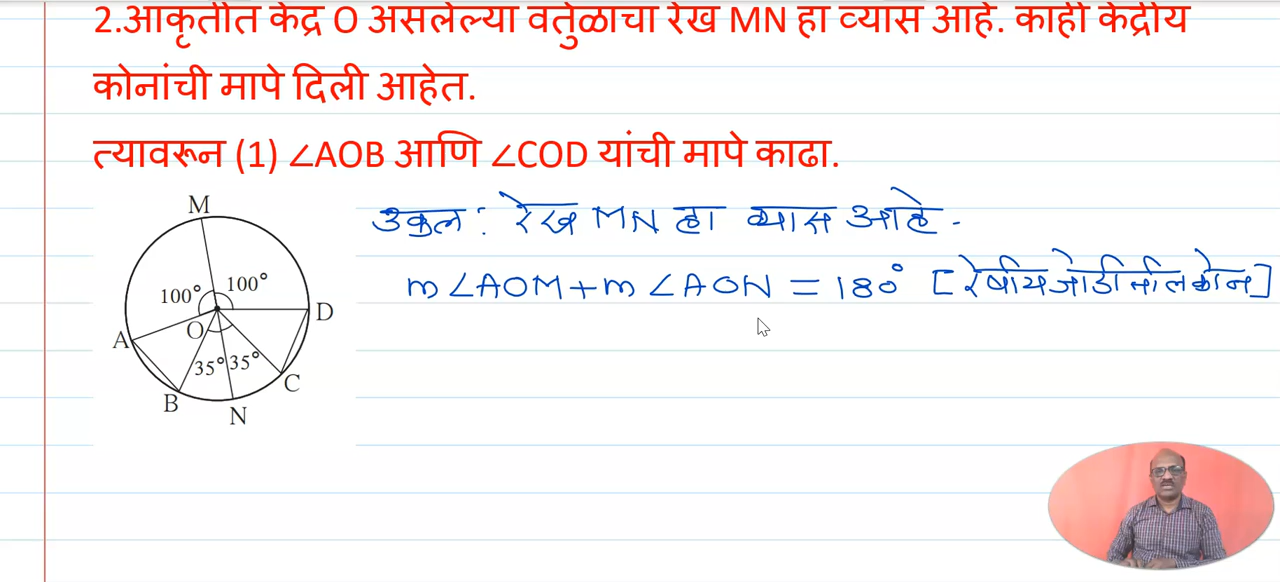 2.आकृतीत केंद्र O असलेल्या वर्तुळाचा रेख MN हा व्यास आहे. काही केंद्रीय
कोनांची मापे दिली आहेत.
त्यावरून (1) ∠AOB आणि ∠COD यांची मापे काढा.
उकल : रेख MN हा व्यास आहे .
m∠AOM + m∠AON = 180° [रेषीय जोडीतील कोन]
M
100° 100°
D
O
A
35° 35°
C
B
N